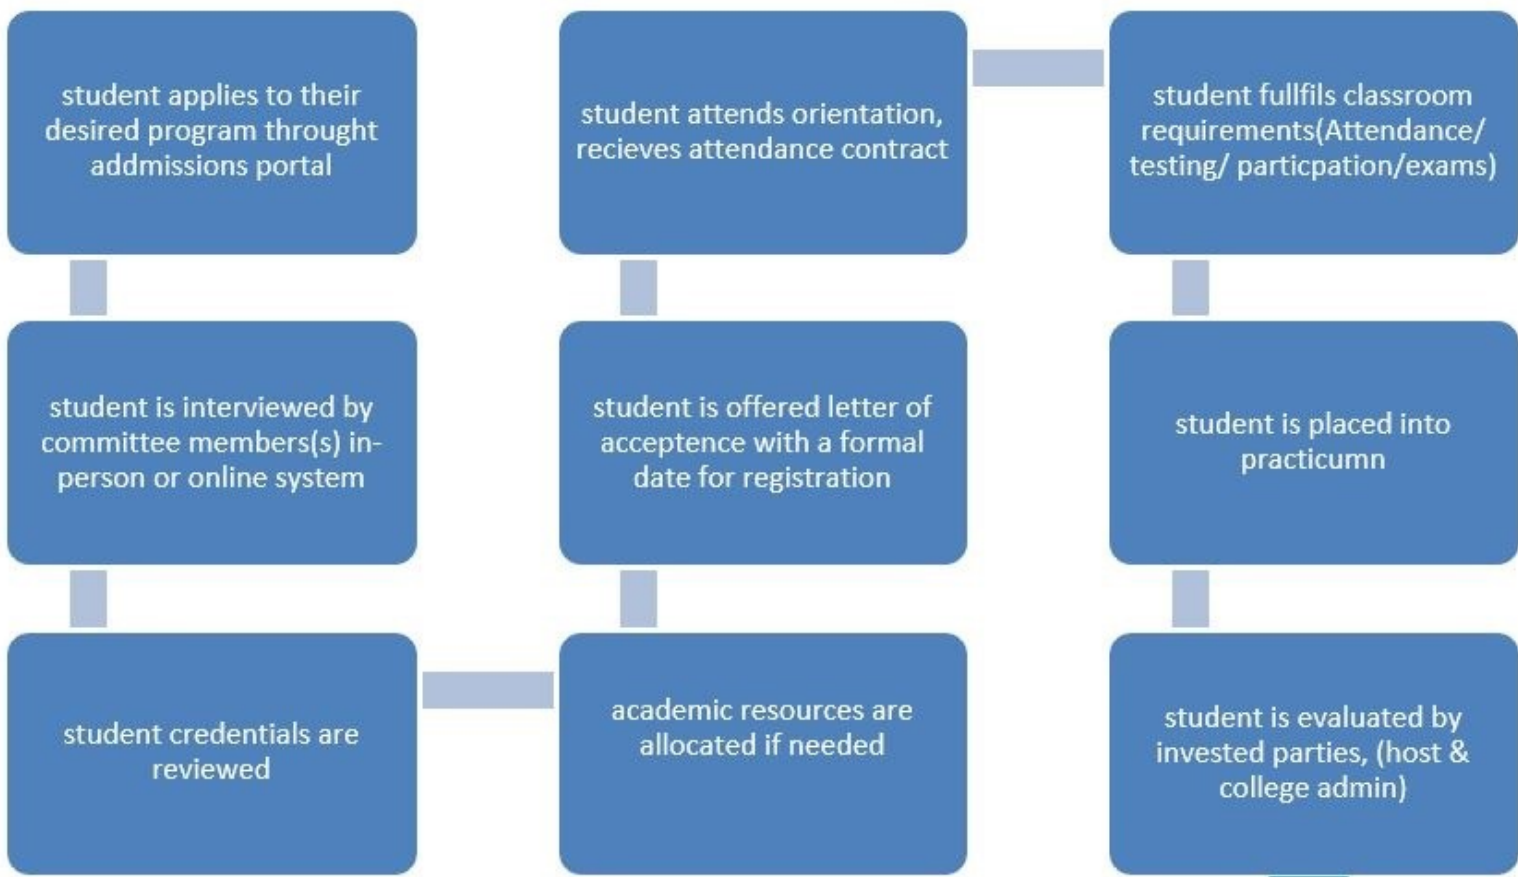 student applies to their
desired program throught
addmissions portal
student is interviewed by
committee members(s) in-
person or online system
student credentials are
reviewed
academic resources are
allocated if needed
student is offered letter of
acceptence with a formal
date for registration
student attends orientation,
recieves attendance contract
student fullfils classroom
requirements(Attendance/
testing/ particpation/exams)
student is placed into
practicumn
student is evaluated by
invested parties, (host &
college admin)